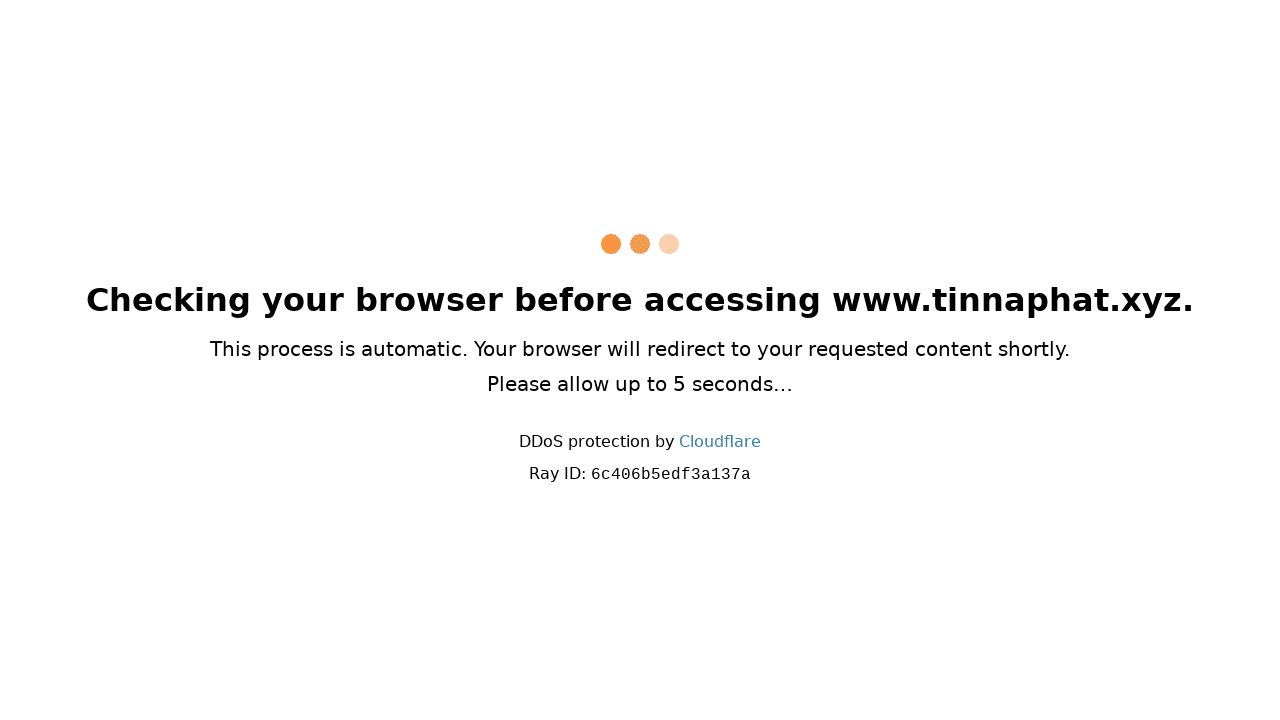 Checking your browser before accessing www.tinnaphat.xyz.
This process is automatic. Your browser will redirect to your requested content shortly.
Please allow up to 5 seconds…
DDoS protection by Cloudflare
Ray ID: 6c406b5edf3a137a